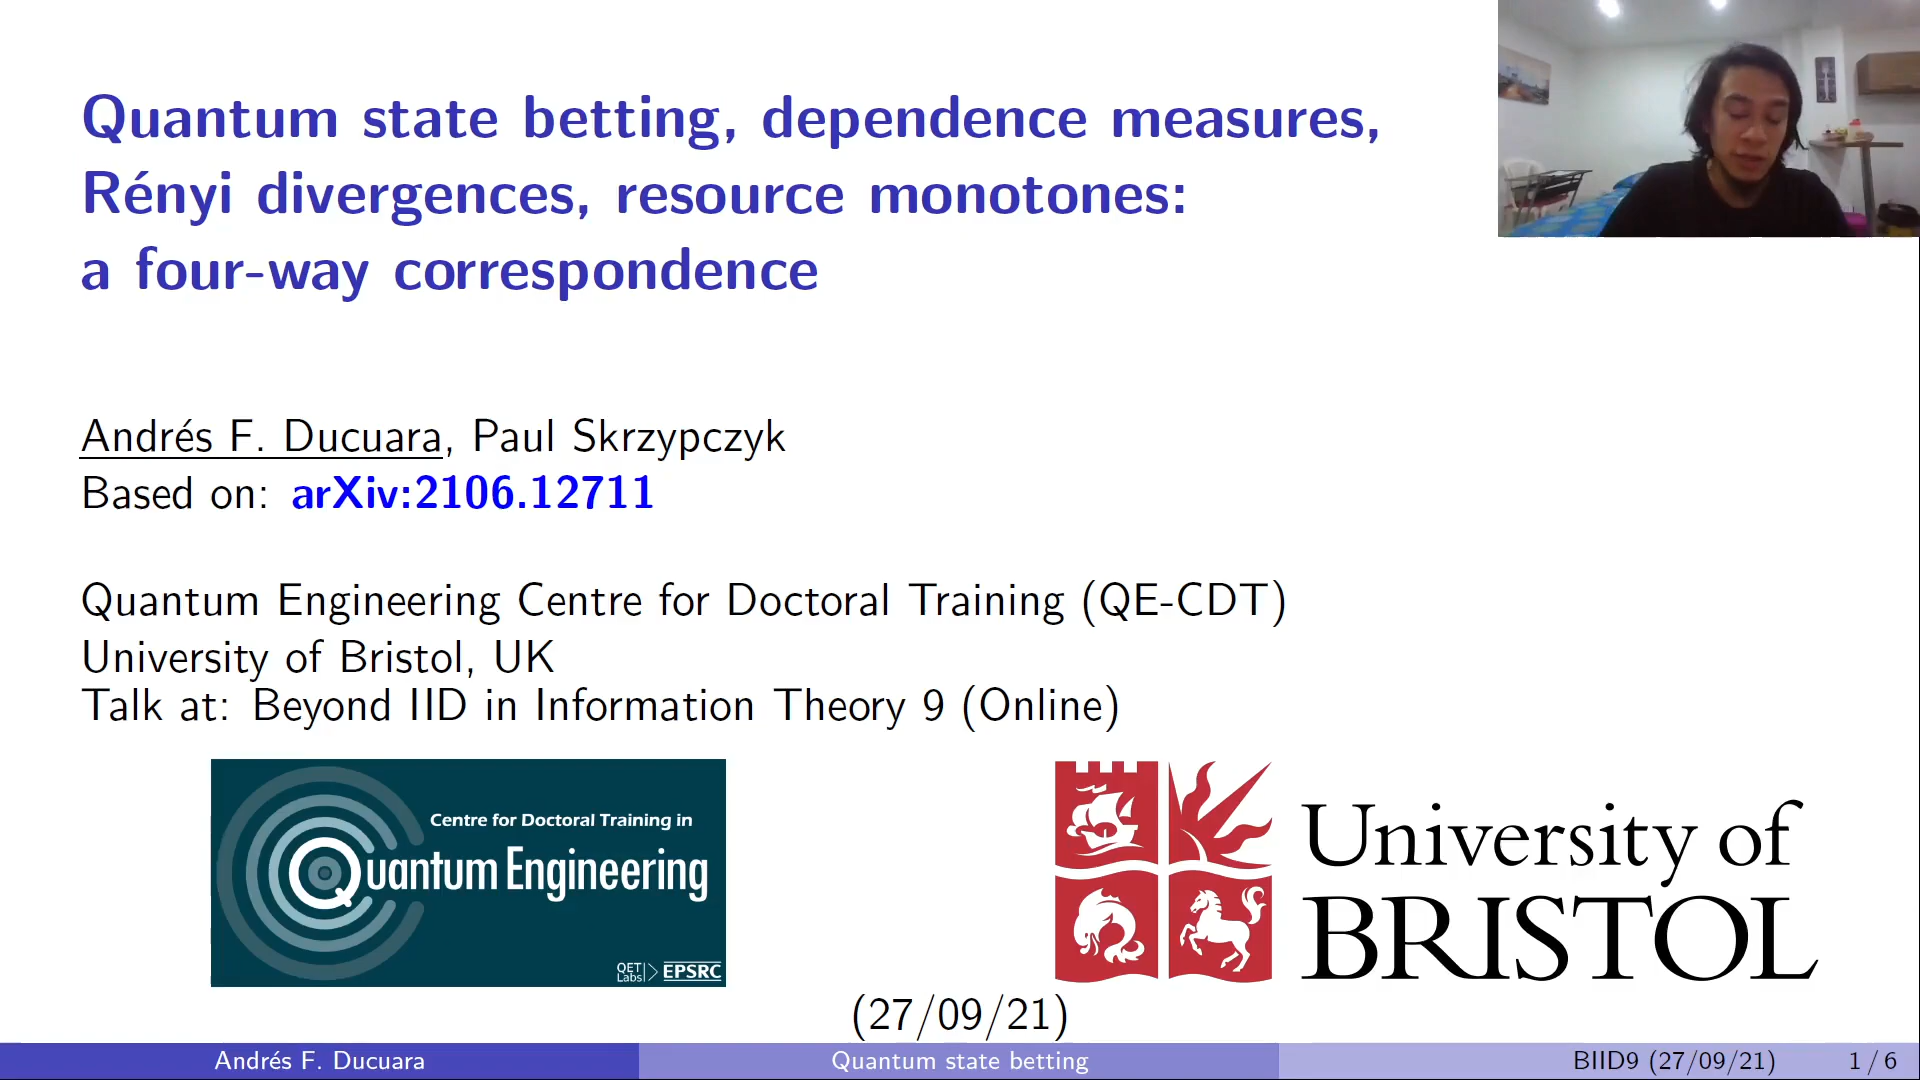 Quantum state betting, dependence measures,
Rényi divergences, resource monotones:
a four-way correspondence
Andrés F. Ducuara, Paul Skrzypczyk
Based on: arXiv:2106.12711
Quantum Engineering Centre for Doctoral Training (QE-CDT)
University of Bristol, UK
Talk at: Beyond IID in Information Theory 9 (Online)
Centre for Doctoral Training in
Quantum Engineering
QET Labs EPSRC
University of
BRISTOL
(27/09/21)
Andrés F. Ducuara Quantum state betting BIID9 (27/09/21) 1 / 6